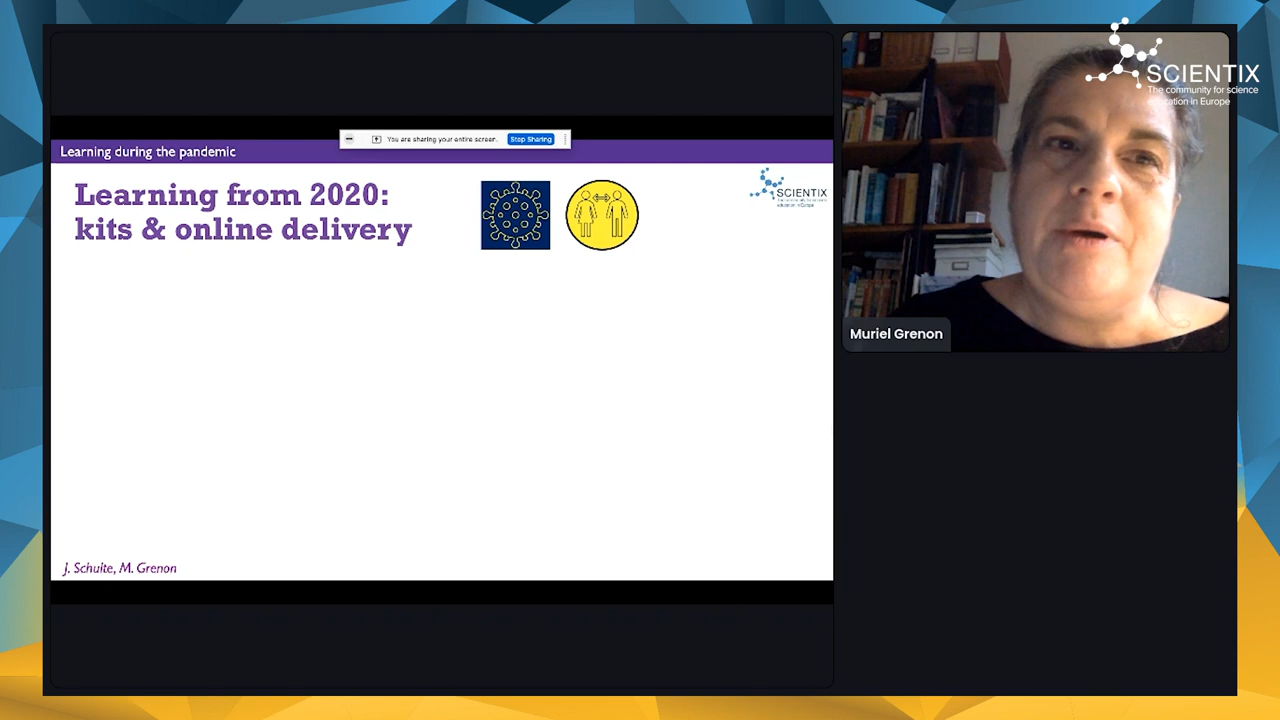 You are sharing your entire screen.
Stop Sharing
Learning during the pandemic
Learning from 2020:
kits & online delivery
SCIENTIX
J. Schulte, M. Grenon
SCIENTIX
The community for science
education in Europe
Muriel Grenon